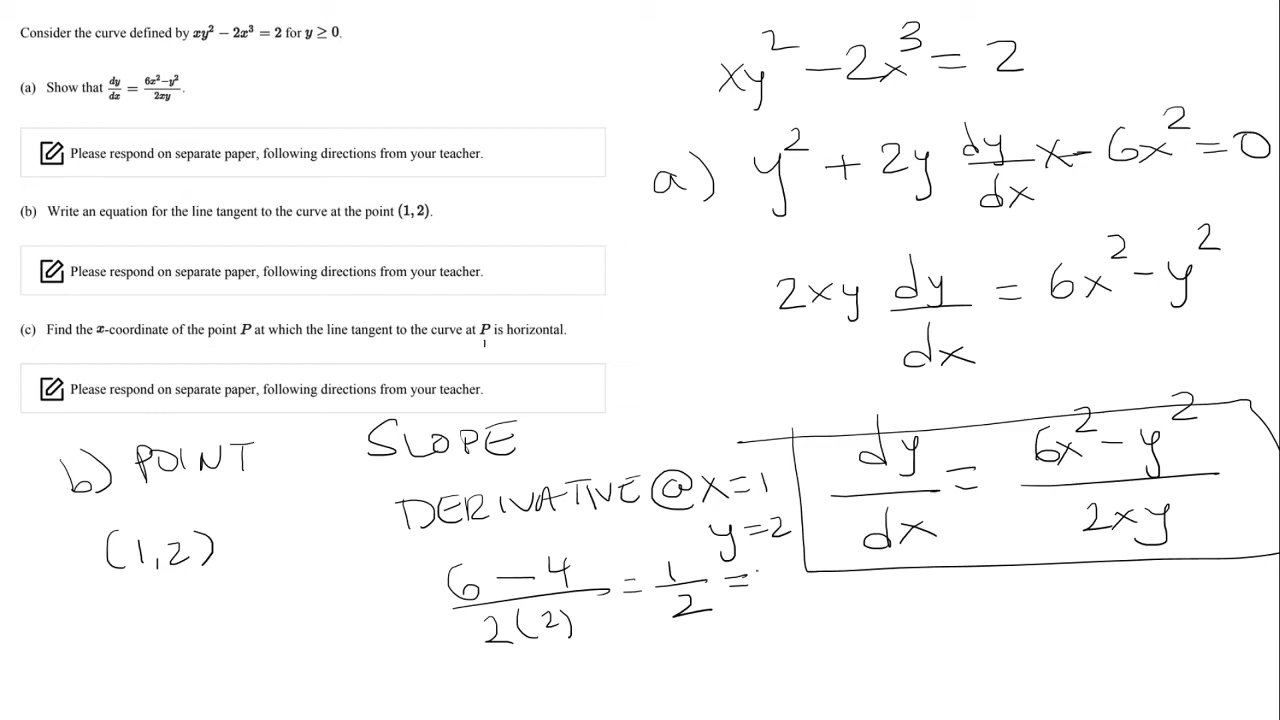 Consider the curve defined by xy² − 2x³ = 2 for y ≥ 0.
(a) Show that dy/dx = (6x²−y²)/(2xy).
Please respond on separate paper, following directions from your teacher.
(b) Write an equation for the line tangent to the curve at the point (1, 2).
Please respond on separate paper, following directions from your teacher.
(c) Find the x-coordinate of the point P at which the line tangent to the curve at P is horizontal.
Please respond on separate paper, following directions from your teacher.
xy² − 2x³ = 2
a) y² + 2y dy/dx x − 6x² = 0
2xy dy/dx = 6x² − y²
dy/dx = (6x² − y²)/(2xy)
b) POINT
(1,2)
SLOPE
DERIVATIVE @ x=1
y=2
(6 − 4)/(2(2)) = 1/2 =